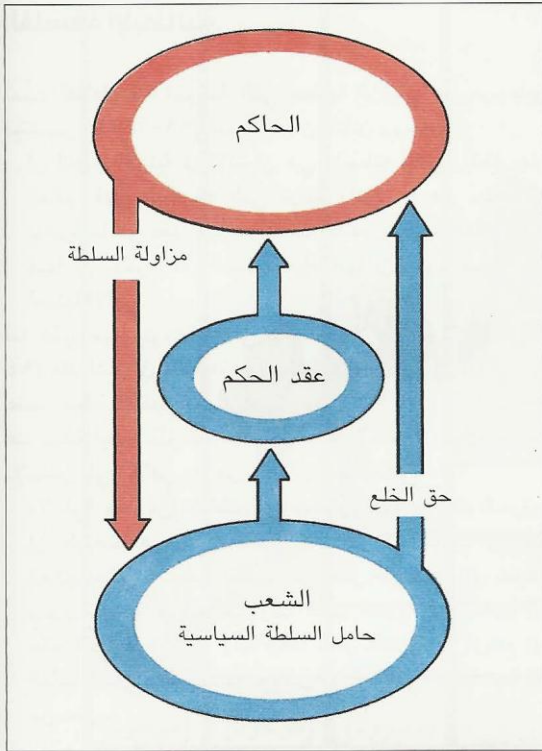 الحاكم
مزاولة السلطة
عقد الحكم
حق الخلع
الشعب
حامل السلطة السياسية